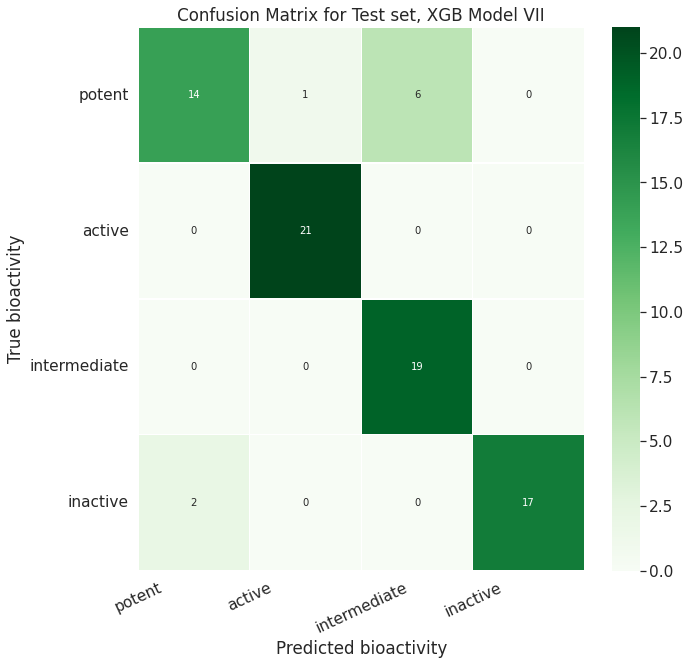 Confusion Matrix for Test set, XGB Model VII
True bioactivity
potent 14 1 6 0
active 0 21 0 0
intermediate 0 0 19 0
inactive 2 0 0 17
potent active intermediate inactive
Predicted bioactivity
20.0
17.5
15.0
12.5
10.0
7.5
5.0
2.5
0.0